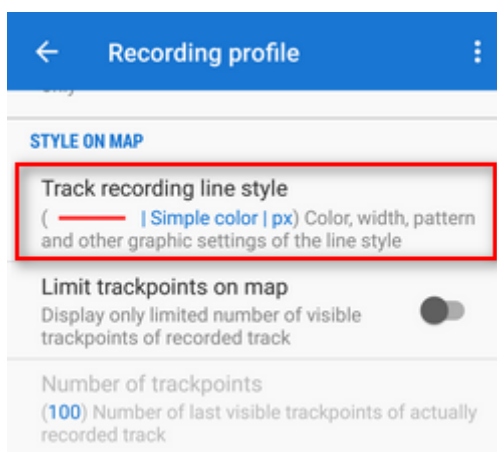 Recording profile
STYLE ON MAP
Track recording line style
( | Simple color | px) Color, width, pattern
and other graphic settings of the line style
Limit trackpoints on map
Display only limited number of visible
trackpoints of recorded track
Number of trackpoints
(100) Number of last visible trackpoints of actually
recorded track